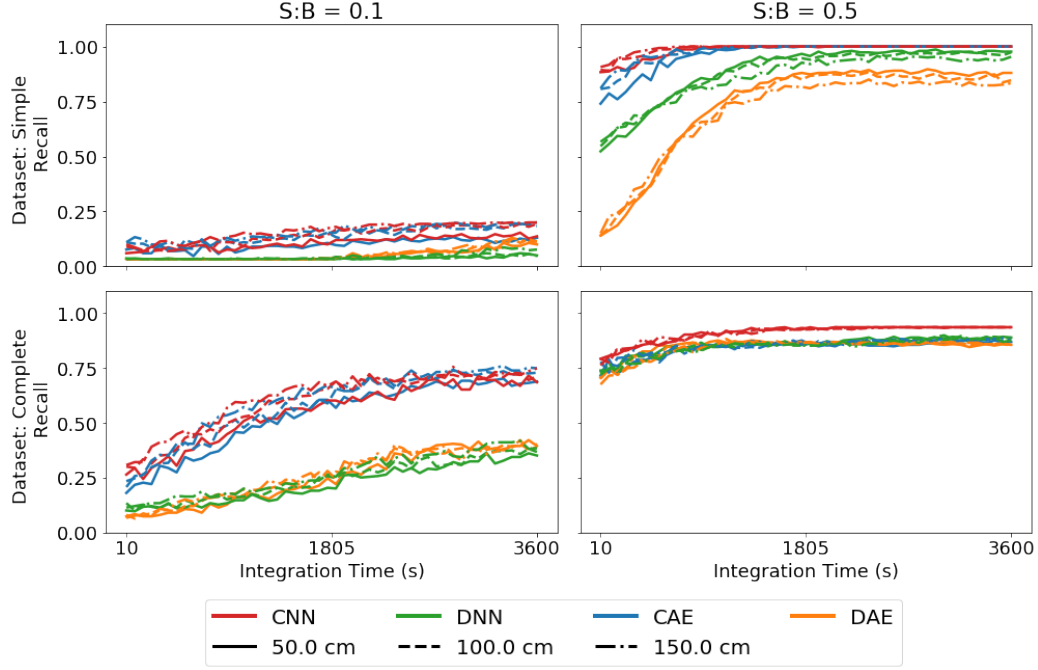 S:B = 0.1
S:B = 0.5
Dataset: Simple
Recall
1.00
0.75
0.50
0.25
0.00
Dataset: Complete
Recall
1.00
0.75
0.50
0.25
0.00
10
1805
3600
10
1805
3600
Integration Time (s)
Integration Time (s)
CNN
DNN
CAE
DAE
50.0 cm
100.0 cm
150.0 cm